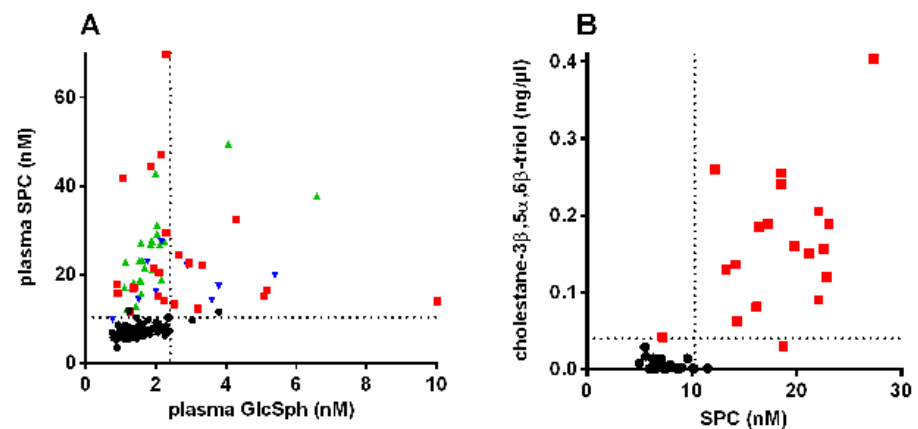 A
plasma SPC (nM)
60
40
20
0
0 2 4 6 8 10
plasma GlcSph (nM)
B
cholestane-3β,5α,6β-triol (ng/µl)
0.4
0.3
0.2
0.1
0.0
0 10 20 30
SPC (nM)